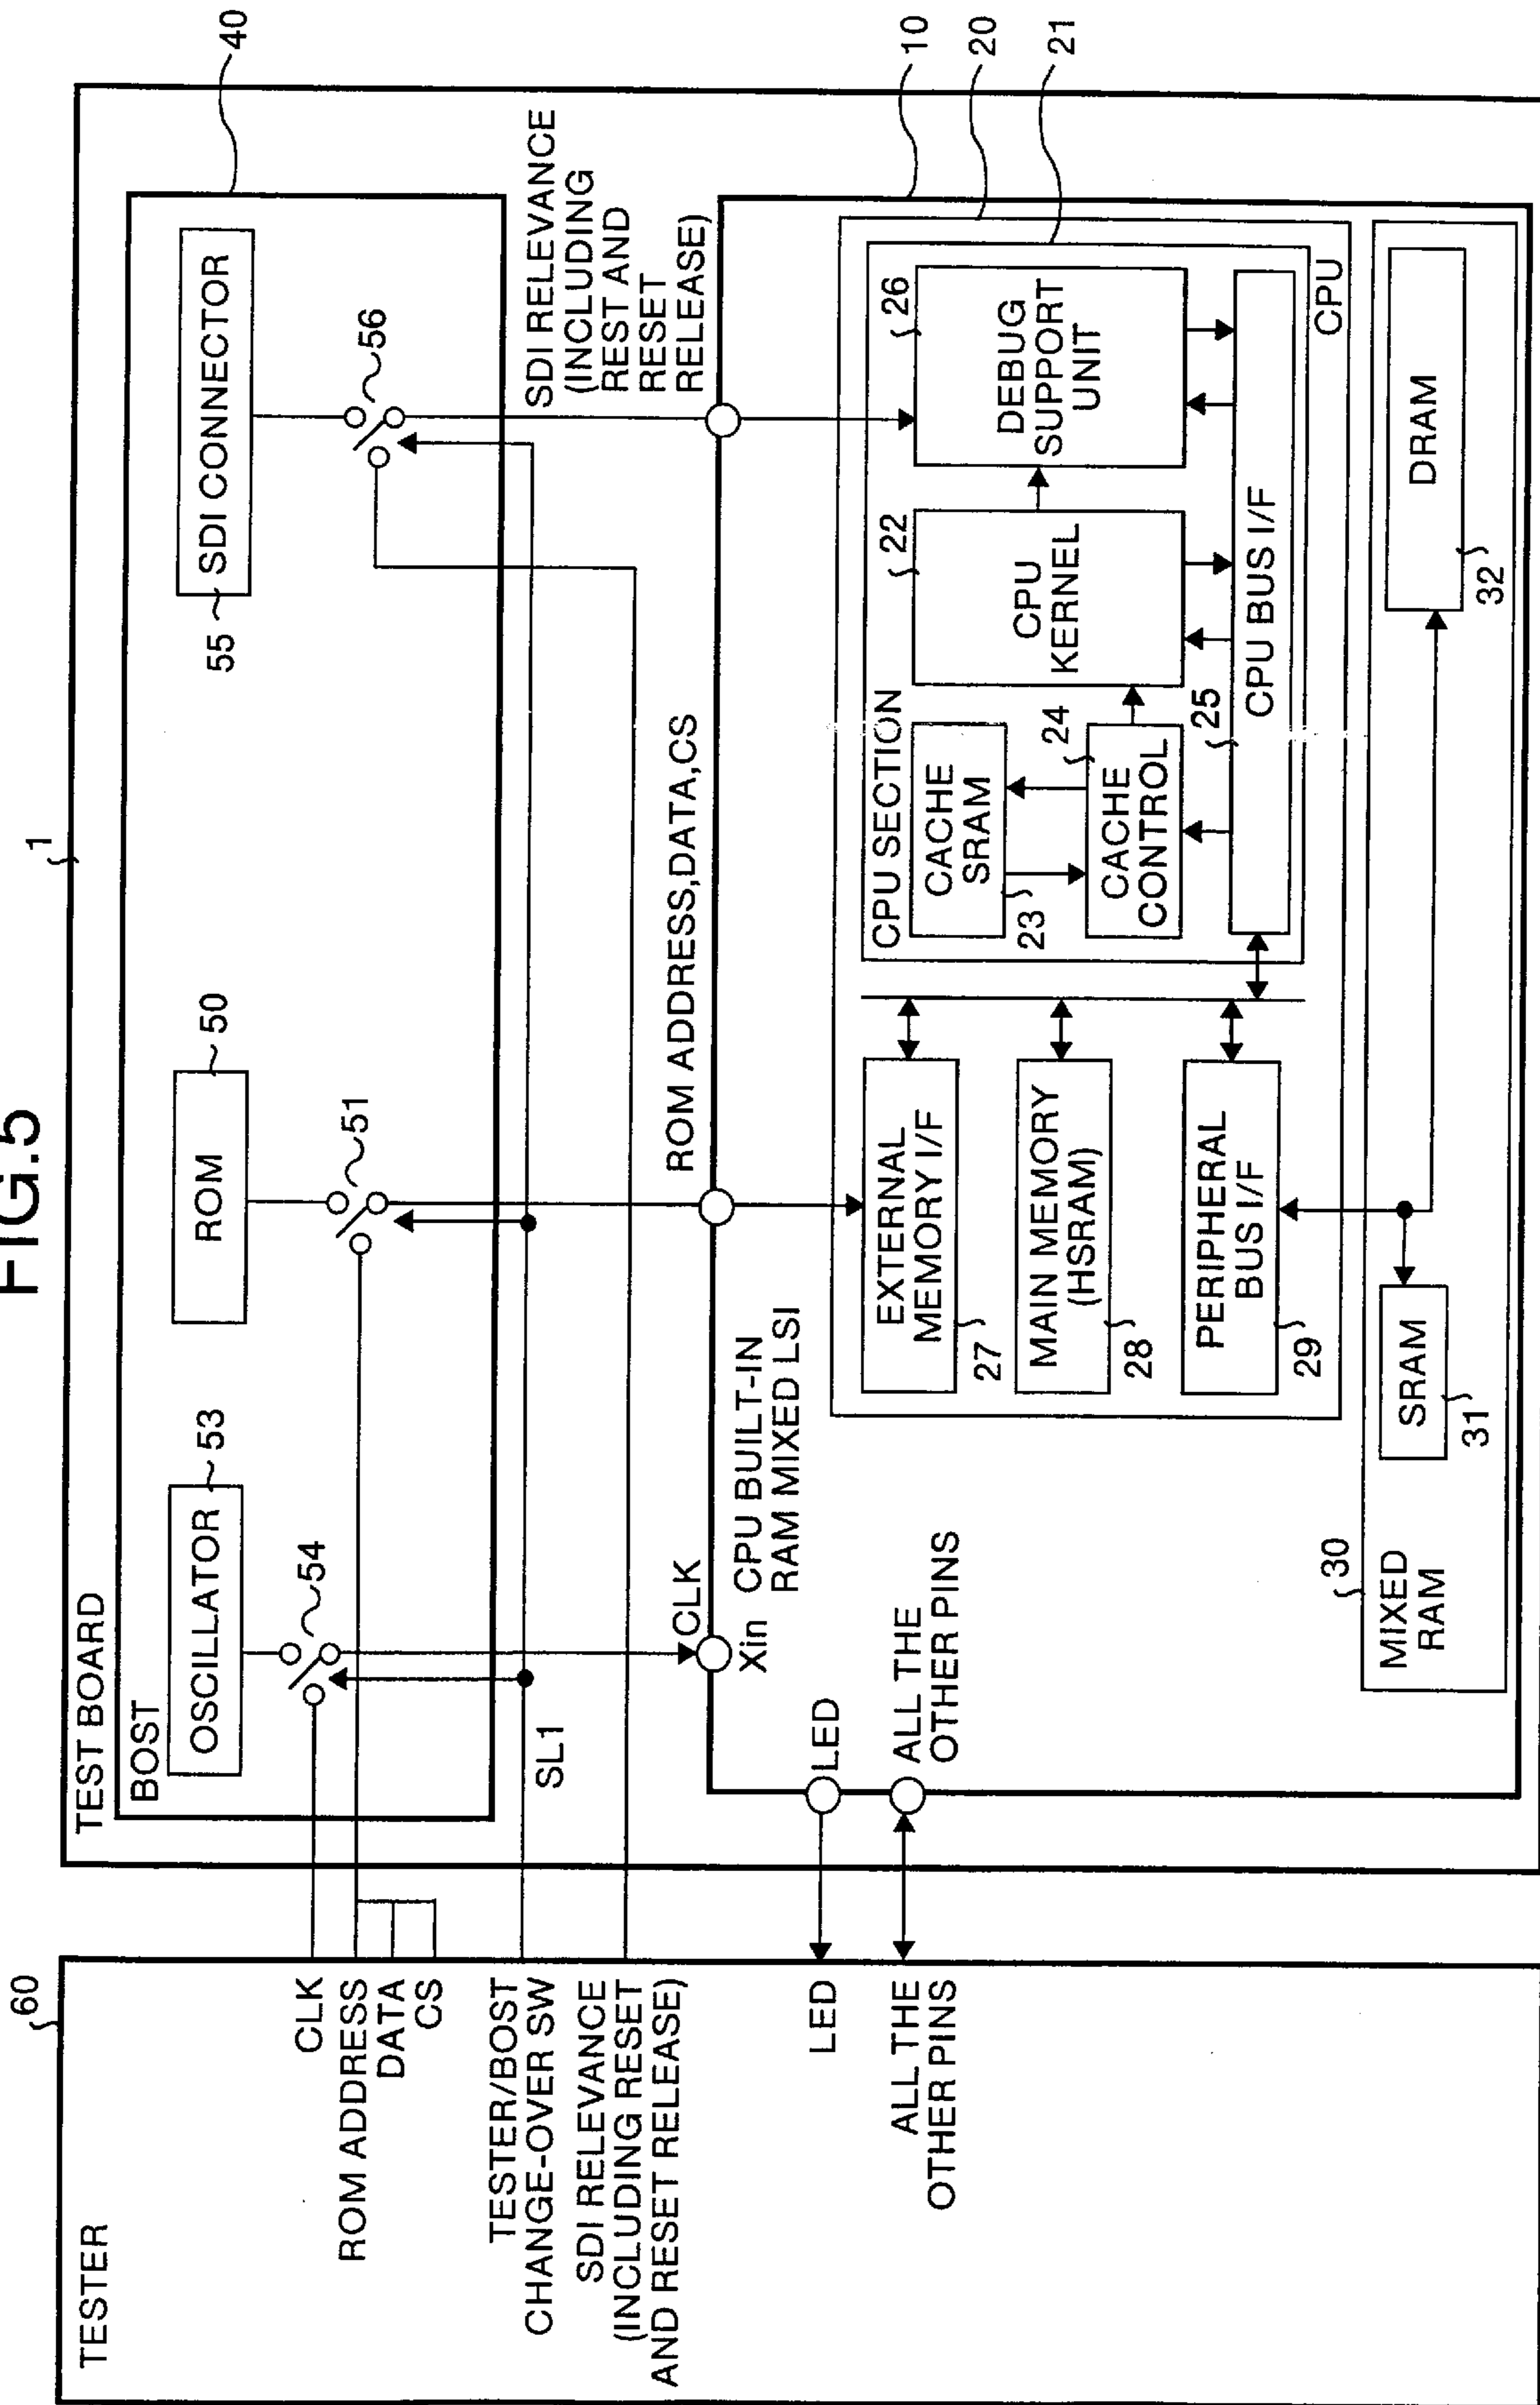 FIG.5
1
TEST BOARD
BOST
40
OSCILLATOR
53
ROM
50
55
SDI CONNECTOR
54
51
56
SL1
60
TESTER
CLK
ROM ADDRESS
DATA
CS
TESTER/BOST
CHANGE-OVER SW
SDI RELEVANCE
(INCLUDING RESET
AND RESET RELEASE)
LED
ALL THE
OTHER PINS
LED
ALL THE
OTHER PINS
CLK
Xin
ROM ADDRESS,DATA,CS
SDI RELEVANCE
(INCLUDING
REST AND
RESET
RELEASE)
CPU BUILT-IN
RAM MIXED LSI
10
20
21
EXTERNAL
MEMORY I/F
27
MAIN MEMORY
(HSRAM)
28
PERIPHERAL
BUS I/F
29
CPU SECTION
CACHE
SRAM
23
24
CACHE
CONTROL
22
CPU
KERNEL
26
DEBUG
SUPPORT
UNIT
25
CPU BUS I/F
CPU
30
MIXED
RAM
SRAM
31
DRAM
32